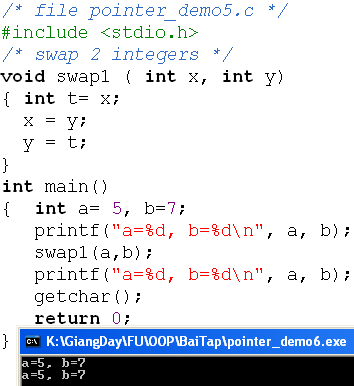 /* file pointer_demo5.c */
#include <stdio.h>
/* swap 2 integers */
void swap1 ( int x, int y)
{ int t= x;
  x = y;
  y = t;
}
int main()
{  int a= 5, b=7;
   printf("a=%d, b=%d\n", a, b);
   swap1(a,b);
   printf("a=%d, b=%d\n", a, b);
   getchar();
   return 0;
}
K:\GiangDay\FU\OOP\BaiTap\pointer_demo6.exe
a=5, b=7
a=5, b=7